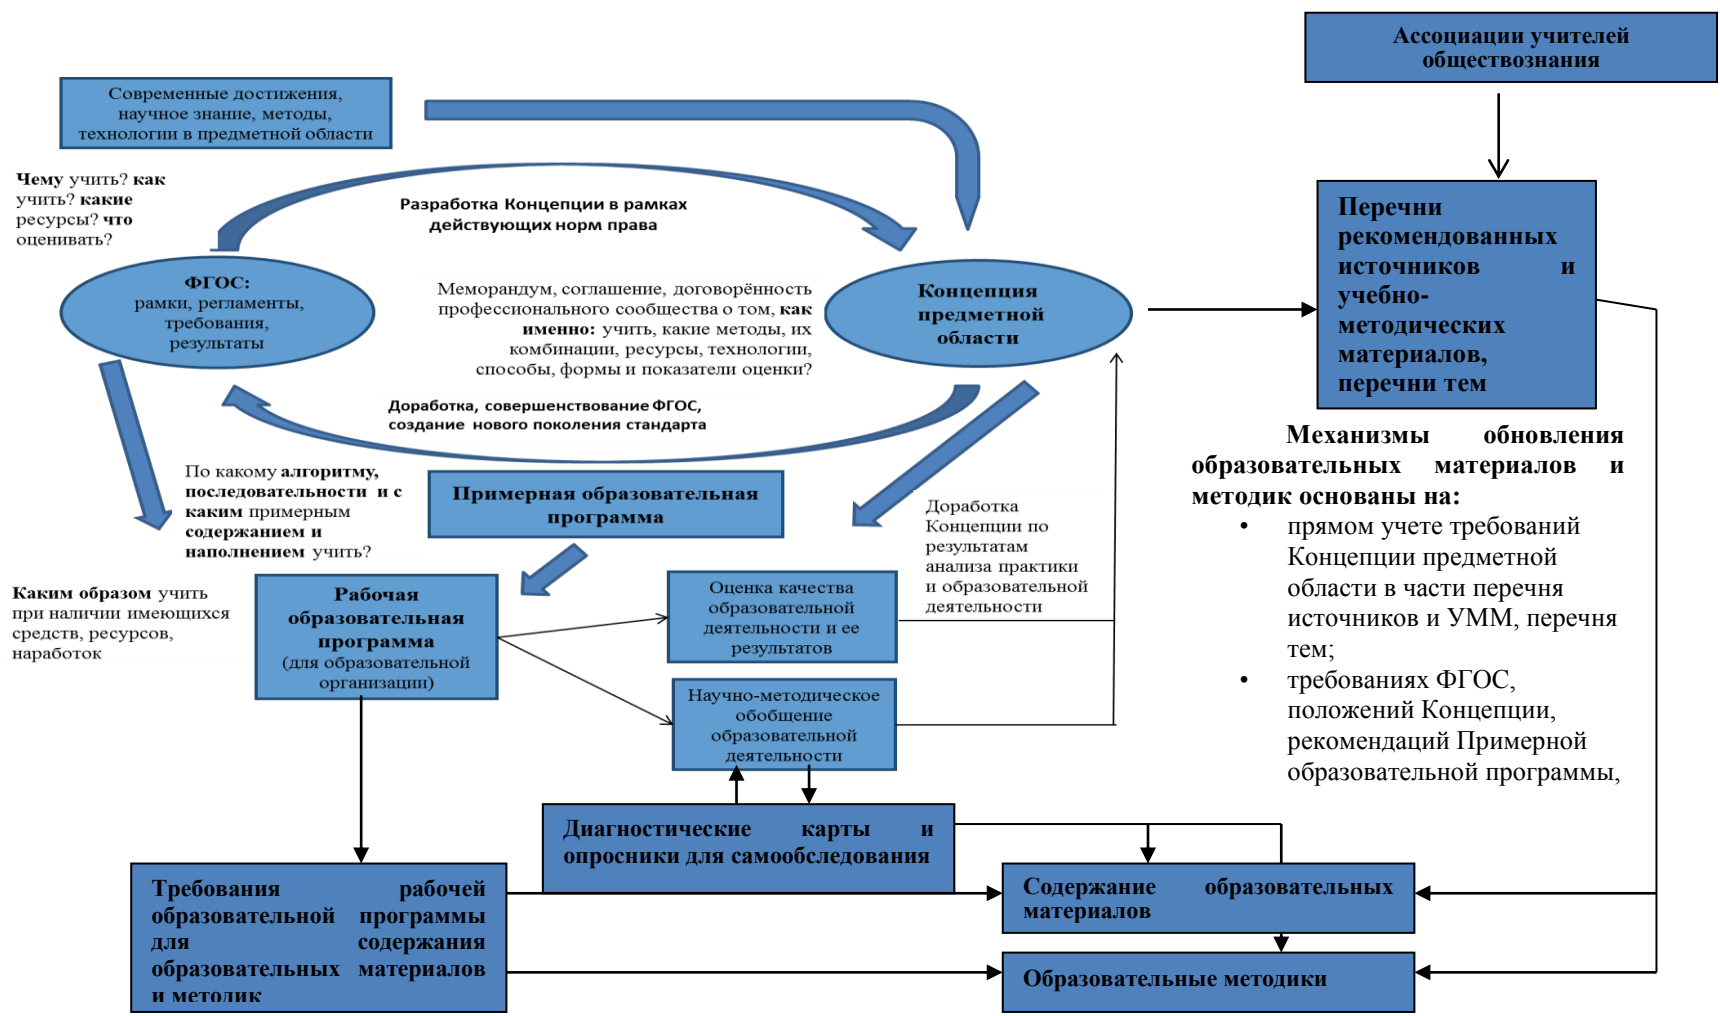 Ассоциации учителей
обществознания
Современные достижения,
научное знание, методы,
технологии в предметной области
Чему учить? как
учить? какие
ресурсы? что
оценивать?
Разработка Концепции в рамках
действующих норм права
Перечни
рекомендованных
источников и
учебно-
методических
материалов,
перечни тем
ФГОС:
рамки, регламенты,
требования,
результаты
Меморандум, соглашение, договорённость
профессионального сообщества о том, как
именно: учить, какие методы, их
комбинации, ресурсы, технологии,
способы, формы и показатели оценки?
Концепция
предметной
области
Доработка, совершенствование ФГОС,
создание нового поколения стандарта
Механизмы обновления
образовательных материалов и
методик основаны на:
• прямом учете требований
Концепции предметной
области в части перечня
источников и УММ, перечня
тем;
• требованиях ФГОС,
положений Концепции,
рекомендаций Примерной
образовательной программы,
По какому алгоритму,
последовательности и с
каким примерным
содержанием и
наполнением учить?
Примерная образовательная
программа
Доработка
Концепции по
результатам
анализа практики
и образовательной
деятельности
Каким образом учить
при наличии имеющихся
средств, ресурсов,
наработок
Рабочая
образовательная
программа
(для образовательной
организации)
Оценка качества
образовательной
деятельности и ее
результатов
Научно-методическое
обобщение
образовательной
деятельности
Диагностические карты и
опросники для самообследования
Требования рабочей
образовательной программы
для содержания
образовательных материалов
и методик
Содержание образовательных
материалов
Образовательные методики